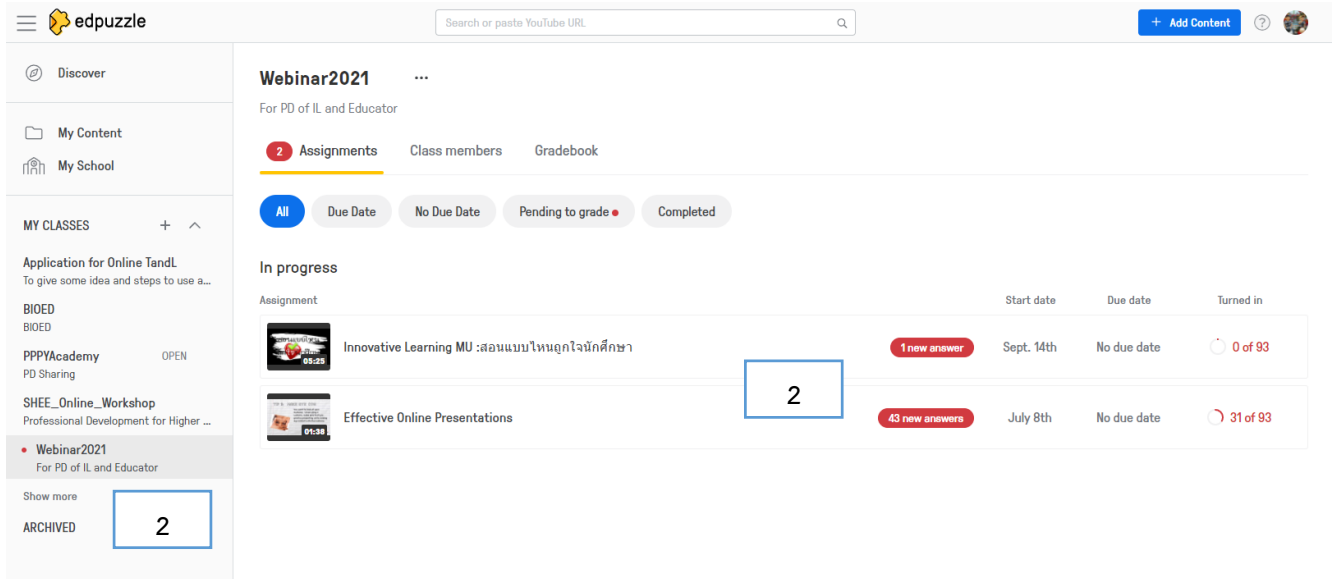 edpuzzle
Search or paste YouTube URL
+ Add Content
?
Discover
My Content
My School
MY CLASSES +
Application for Online TandL
To give some idea and steps to use a...
BIOED
BIOED
PPPYAcademy OPEN
PD Sharing
SHEE_Online_Workshop
Professional Development for Higher ...
Webinar2021
For PD of IL and Educator
Show more
ARCHIVED
2
Webinar2021 ...
For PD of IL and Educator
2 Assignments Class members Gradebook
All Due Date No Due Date Pending to grade Completed
In progress
Assignment Start date Due date Turned in
05:25 Innovative Learning MU :สอนแบบไหนถูกใจนักศึกษา 1 new answer Sept. 14th No due date 0 of 93
2
01:38 Effective Online Presentations 43 new answers July 8th No due date 31 of 93